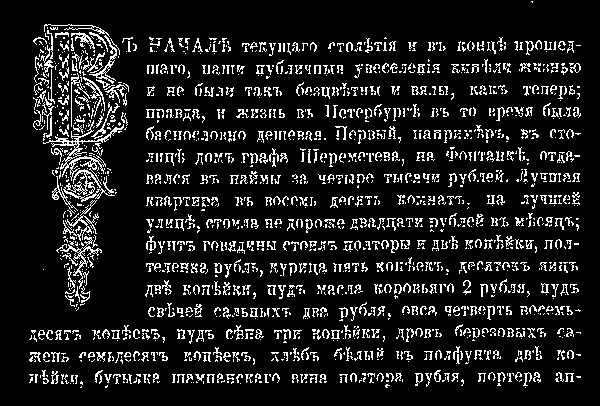 ВЪ НАЧАЛѢ текущаго столѣтія и въ концѣ прошед-
шаго, наши публичныя увеселенія кипѣли жизнью
и не были такъ безцвѣтны и вялы, какъ теперь;
правда, и жизнь въ Петербургѣ въ то время была
баснословно дешевая. Первый, напримѣръ, въ сто-
лицѣ домъ графа Шереметева, на Фонтанкѣ, отда-
вался въ наймы за четыре тысячи рублей. Лучшая
квартира въ восемь десять комнатъ, на лучшей
улицѣ, стоила не дороже двадцати рублей въ мѣсяцъ;
фунтъ говядины стоилъ полторы и двѣ копѣйки, пол-
теленка рубль, курица пять копѣекъ, десятокъ яицъ
двѣ копѣйки, пудъ масла коровьяго 2 рубля, пудъ
свѣчей сальныхъ два рубля, овса четверть восемь-
десятъ копѣекъ, пудъ сѣна три копѣйки, дровъ березовыхъ са-
жень семьдесятъ копѣекъ, хлѣбъ бѣлый въ полфунта двѣ ко-
пѣйки, бутылка шампанскаго вина полтора рубля, портера ан-